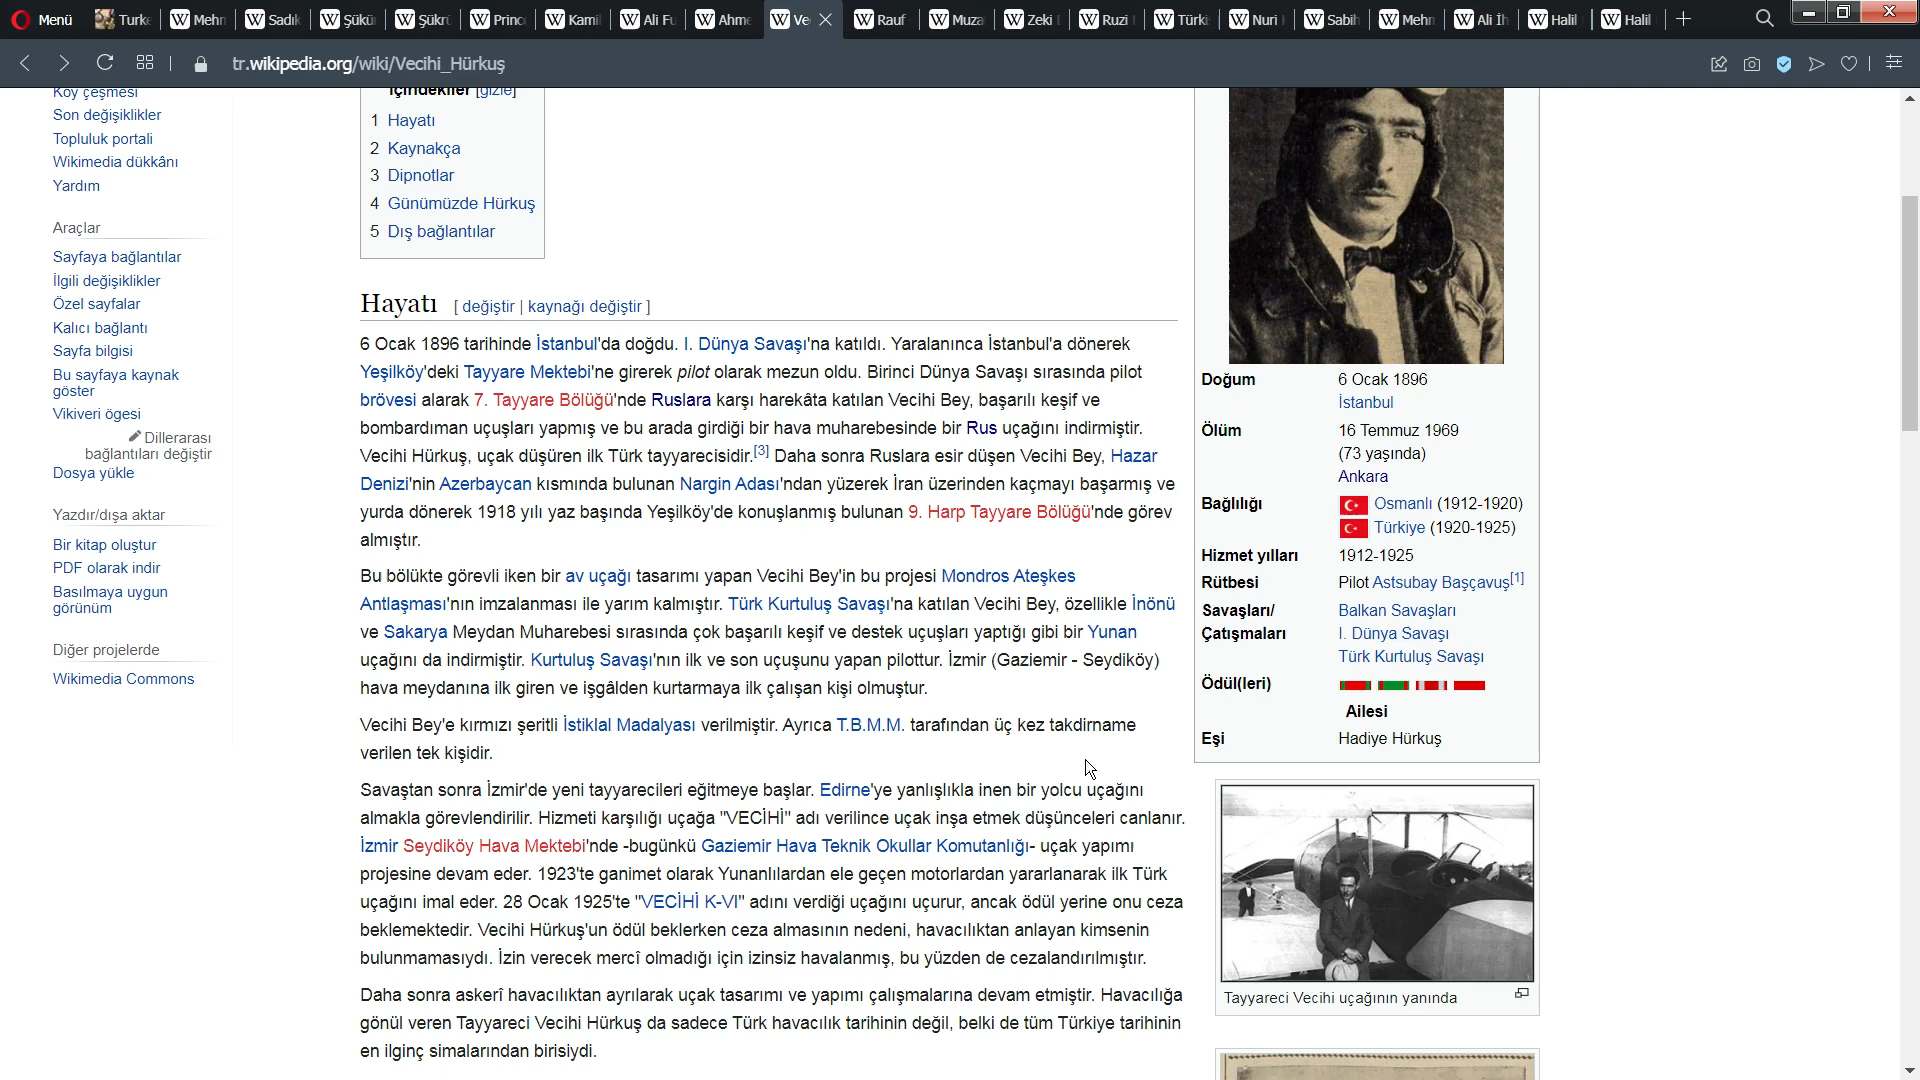 Menü
Turke
Mehm
Sadık
Şükür
Şükrü
Princ
Kamil
Ali Fu
Ahme
Vec
Rauf
Muza
Zeki
Ruzi
Türki
Nuri
Sabih
Mehm
Ali İh
Halil
Halil
tr.wikipedia.org/wiki/Vecihi_Hürkuş
Köy çeşmesi
Son değişiklikler
Topluluk portali
Wikimedia dükkânı
Yardım
Araçlar
Sayfaya bağlantılar
İlgili değişiklikler
Özel sayfalar
Kalıcı bağlantı
Sayfa bilgisi
Bu sayfaya kaynak
göster
Vikiveri ögesi
Dillerarası
bağlantıları değiştir
Dosya yükle
Yazdır/dışa aktar
Bir kitap oluştur
PDF olarak indir
Basılmaya uygun
görünüm
Diğer projelerde
Wikimedia Commons
İçindekiler [gizle]
1 Hayatı
2 Kaynakça
3 Dipnotlar
4 Günümüzde Hürkuş
5 Dış bağlantılar
Hayatı [ değiştir | kaynağı değiştir ]
6 Ocak 1896 tarihinde İstanbul'da doğdu. I. Dünya Savaşı'na katıldı. Yaralanınca İstanbul'a dönerek
Yeşilköy'deki Tayyare Mektebi'ne girerek pilot olarak mezun oldu. Birinci Dünya Savaşı sırasında pilot
brövesi alarak 7. Tayyare Bölüğü'nde Ruslara karşı harekâta katılan Vecihi Bey, başarılı keşif ve
bombardıman uçuşları yapmış ve bu arada girdiği bir hava muharebesinde bir Rus uçağını indirmiştir.
Vecihi Hürkuş, uçak düşüren ilk Türk tayyarecisidir.[3] Daha sonra Ruslara esir düşen Vecihi Bey, Hazar
Denizi'nin Azerbaycan kısmında bulunan Nargin Adası'ndan yüzerek İran üzerinden kaçmayı başarmış ve
yurda dönerek 1918 yılı yaz başında Yeşilköy'de konuşlanmış bulunan 9. Harp Tayyare Bölüğü'nde görev
almıştır.
Bu bölükte görevli iken bir av uçağı tasarımı yapan Vecihi Bey'in bu projesi Mondros Ateşkes
Antlaşması'nın imzalanması ile yarım kalmıştır. Türk Kurtuluş Savaşı'na katılan Vecihi Bey, özellikle İnönü
ve Sakarya Meydan Muharebesi sırasında çok başarılı keşif ve destek uçuşları yaptığı gibi bir Yunan
uçağını da indirmiştir. Kurtuluş Savaşı'nın ilk ve son uçuşunu yapan pilottur. İzmir (Gaziemir - Seydiköy)
hava meydanına ilk giren ve işgâlden kurtarmaya ilk çalışan kişi olmuştur.
Vecihi Bey'e kırmızı şeritli İstiklal Madalyası verilmiştir. Ayrıca T.B.M.M. tarafından üç kez takdirname
verilen tek kişidir.
Savaştan sonra İzmir'de yeni tayyarecileri eğitmeye başlar. Edirne'ye yanlışlıkla inen bir yolcu uçağını
almakla görevlendirilir. Hizmeti karşılığı uçağa "VECİHİ" adı verilince uçak inşa etmek düşünceleri canlanır.
İzmir Seydiköy Hava Mektebi'nde -bugünkü Gaziemir Hava Teknik Okullar Komutanlığı- uçak yapımı
projesine devam eder. 1923'te ganimet olarak Yunanlılardan ele geçen motorlardan yararlanarak ilk Türk
uçağını imal eder. 28 Ocak 1925'te "VECİHİ K-VI" adını verdiği uçağını uçurur, ancak ödül yerine onu ceza
beklemektedir. Vecihi Hürkuş'un ödül beklerken ceza almasının nedeni, havacılıktan anlayan kimsenin
bulunmamasıydı. İzin verecek mercî olmadığı için izinsiz havalanmış, bu yüzden de cezalandırılmıştır.
Daha sonra askerî havacılıktan ayrılarak uçak tasarımı ve yapımı çalışmalarına devam etmiştir. Havacılığa
gönül veren Tayyareci Vecihi Hürkuş da sadece Türk havacılık tarihinin değil, belki de tüm Türkiye tarihinin
en ilginç simalarından birisiydi.
Doğum 6 Ocak 1896
İstanbul
Ölüm 16 Temmuz 1969
(73 yaşında)
Ankara
Bağlılığı Osmanlı (1912-1920)
Türkiye (1920-1925)
Hizmet yılları 1912-1925
Rütbesi Pilot Astsubay Başçavuş[1]
Savaşları/ Balkan Savaşları
Çatışmaları I. Dünya Savaşı
Türk Kurtuluş Savaşı
Ödül(leri)
Ailesi
Eşi Hadiye Hürkuş
Tayyareci Vecihi uçağının yanında